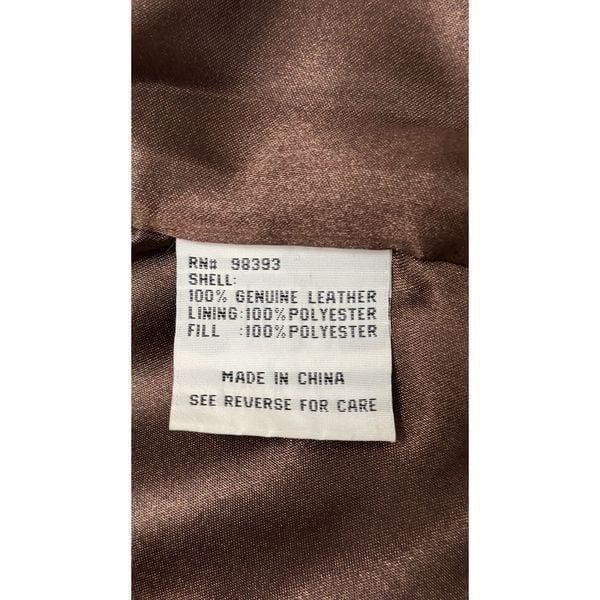 RN# 98393
SHELL:
100% GENUINE LEATHER
LINING:100%POLYESTER
FILL :100%POLYESTER
MADE IN CHINA
SEE REVERSE FOR CARE